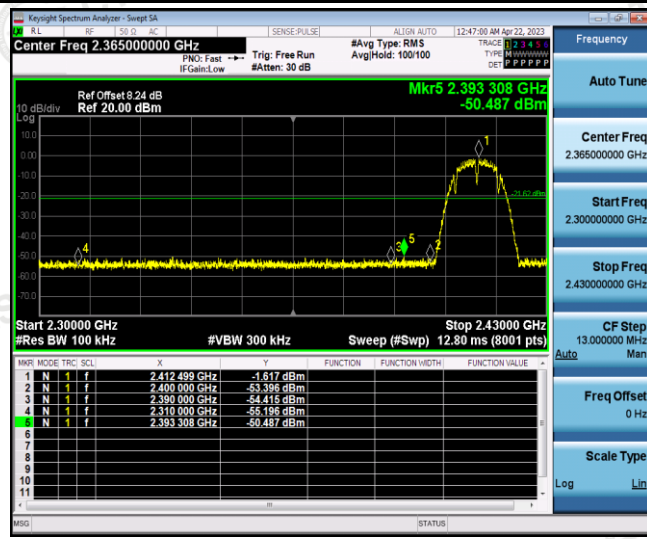 Keysight Spectrum Analyzer - Swept SA
RL RF 50 Ω AC SENSE:PULSE ALIGN AUTO 12:47:00 AM Apr 22, 2023
Center Freq 2.365000000 GHz
PNO: Fast
IFGain:Low
Trig: Free Run
#Atten: 30 dB
#Avg Type: RMS
Avg|Hold: 100/100
TRACE 1 2 3 4 5 6
TYPE M W W W W W
DET P P P P P P
Ref Offset 8.24 dB
Ref 20.00 dBm
Mkr5 2.393 308 GHz
-50.487 dBm
10 dB/div
Log
10.0
0.00
-10.0
-20.0
-30.0
-40.0
-50.0
-60.0
-70.0
1
-21.62 dBm
4
3
5
2
Start 2.30000 GHz
Stop 2.43000 GHz
#Res BW 100 kHz
#VBW 300 kHz
Sweep (#Swp) 12.80 ms (8001 pts)
MKR MODE TRC SCL X Y FUNCTION FUNCTION WIDTH FUNCTION VALUE
1 N 1 f 2.412 499 GHz -1.617 dBm
2 N 1 f 2.400 000 GHz -53.396 dBm
3 N 1 f 2.390 000 GHz -54.415 dBm
4 N 1 f 2.310 000 GHz -55.196 dBm
5 N 1 f 2.393 308 GHz -50.487 dBm
6
7
8
9
10
11
MSG
STATUS
Frequency
Auto Tune
Center Freq
2.365000000 GHz
Start Freq
2.300000000 GHz
Stop Freq
2.430000000 GHz
CF Step
13.000000 MHz
Auto Man
Freq Offset
0 Hz
Scale Type
Log Lin